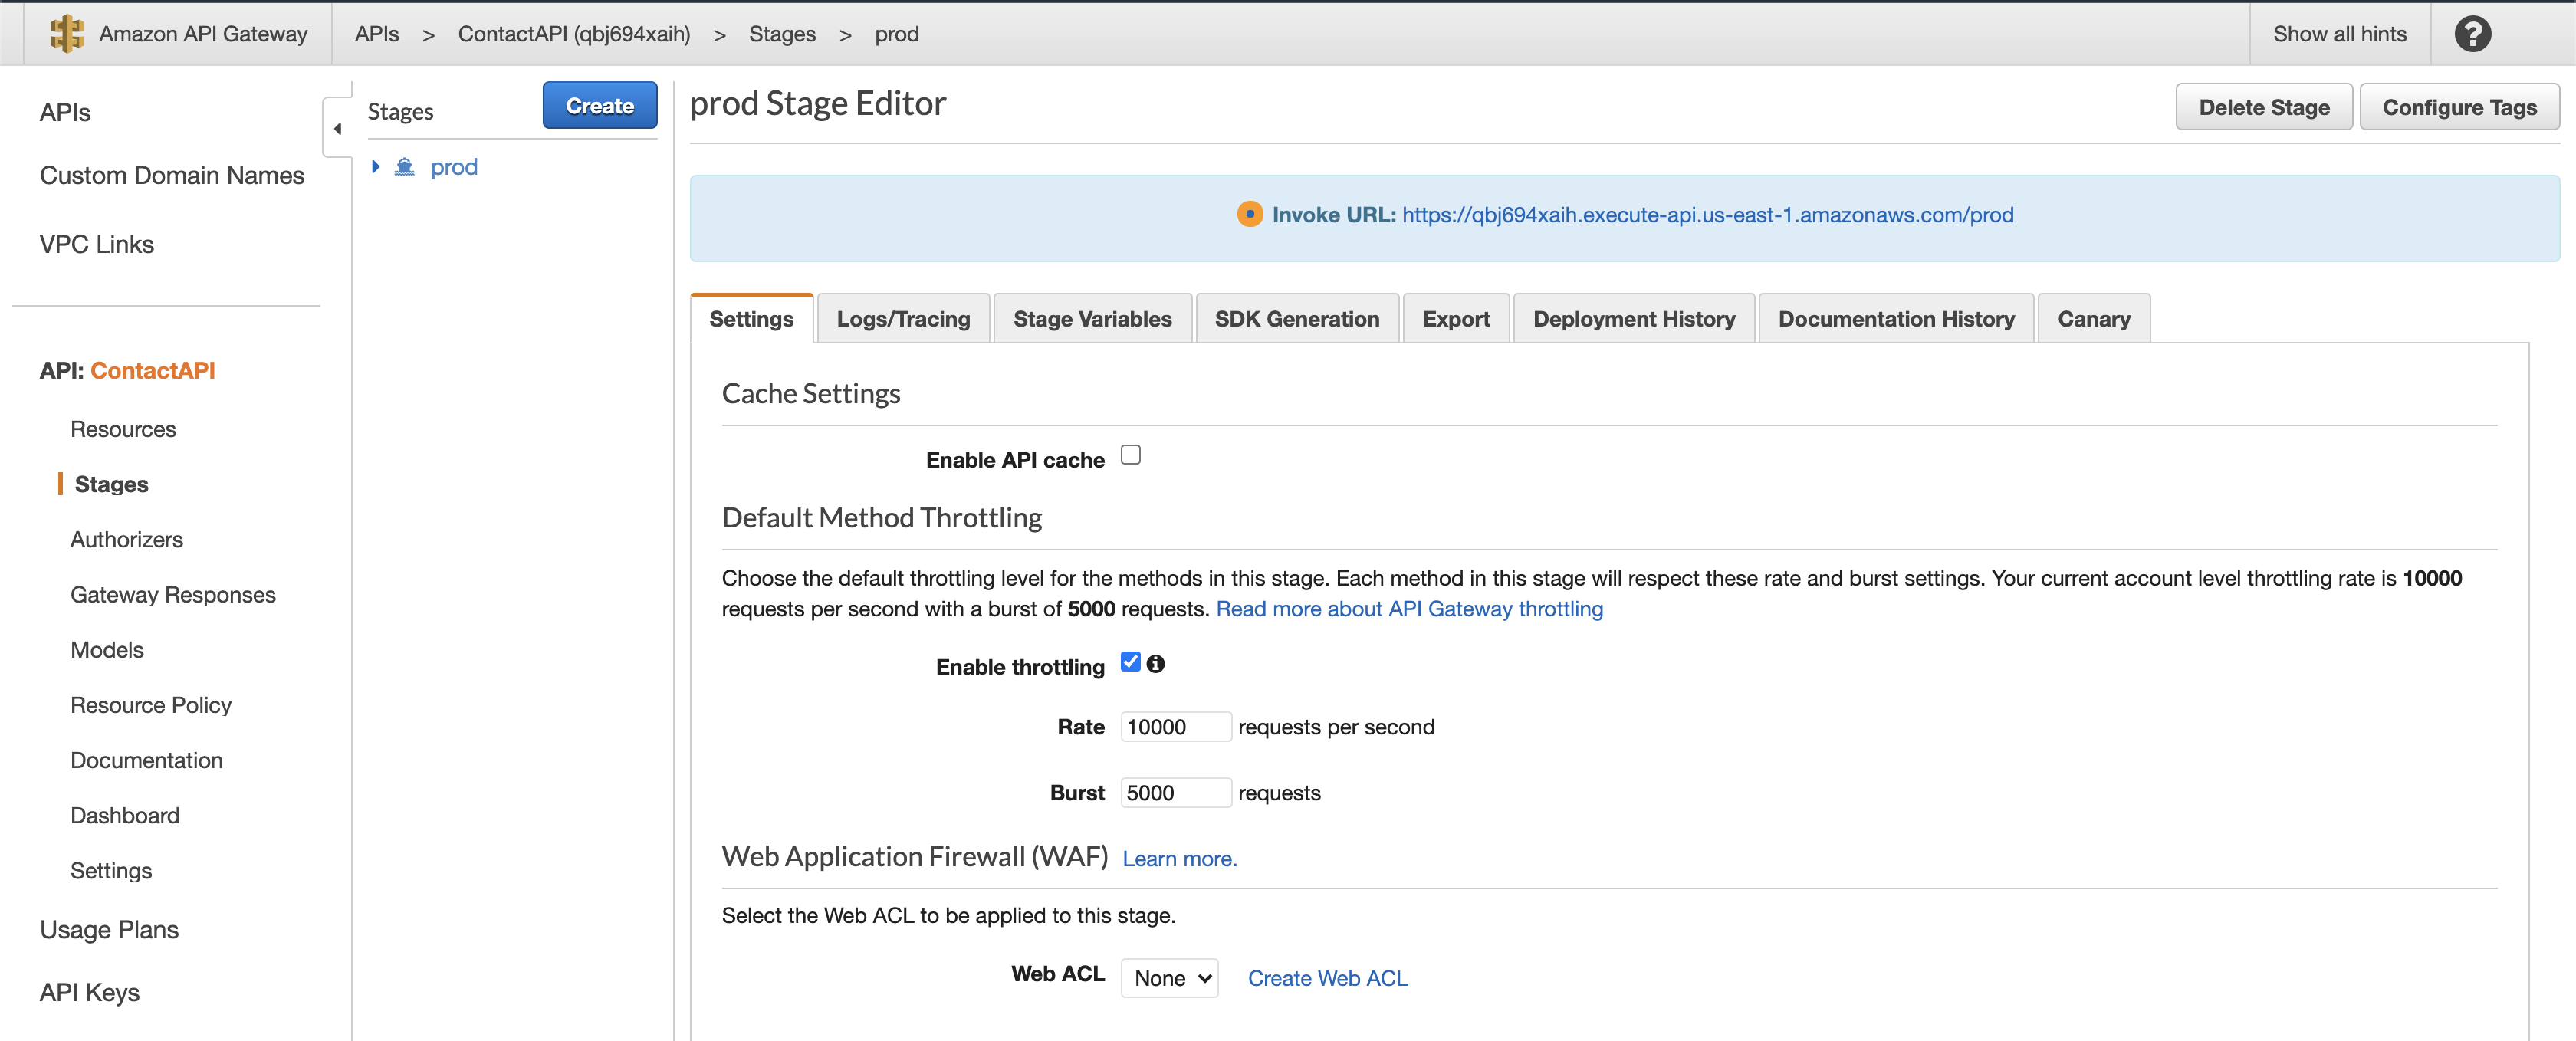 Amazon API Gateway
APIs > ContactAPI (qbj694xaih) > Stages > prod
Show all hints
?
APIs
Custom Domain Names
VPC Links
API: ContactAPI
Resources
Stages
Authorizers
Gateway Responses
Models
Resource Policy
Documentation
Dashboard
Settings
Usage Plans
API Keys
Stages
Create
prod
prod Stage Editor
Delete Stage
Configure Tags
Invoke URL: https://qbj694xaih.execute-api.us-east-1.amazonaws.com/prod
Settings
Logs/Tracing
Stage Variables
SDK Generation
Export
Deployment History
Documentation History
Canary
Cache Settings
Enable API cache
Default Method Throttling
Choose the default throttling level for the methods in this stage. Each method in this stage will respect these rate and burst settings. Your current account level throttling rate is 10000
requests per second with a burst of 5000 requests. Read more about API Gateway throttling
Enable throttling
Rate 10000 requests per second
Burst 5000 requests
Web Application Firewall (WAF) Learn more.
Select the Web ACL to be applied to this stage.
Web ACL None Create Web ACL